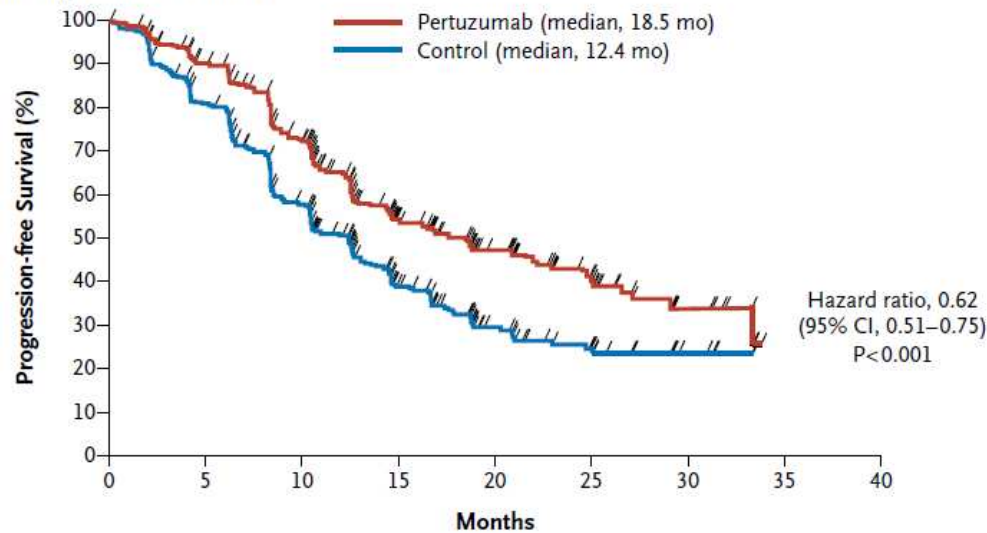 Pertuzumab (median, 18.5 mo)
Control (median, 12.4 mo)
Progression-free Survival (%)
100
90
80
70
60
50
40
30
20
10
0
Hazard ratio, 0.62
(95% CI, 0.51–0.75)
P<0.001
0 5 10 15 20 25 30 35 40
Months